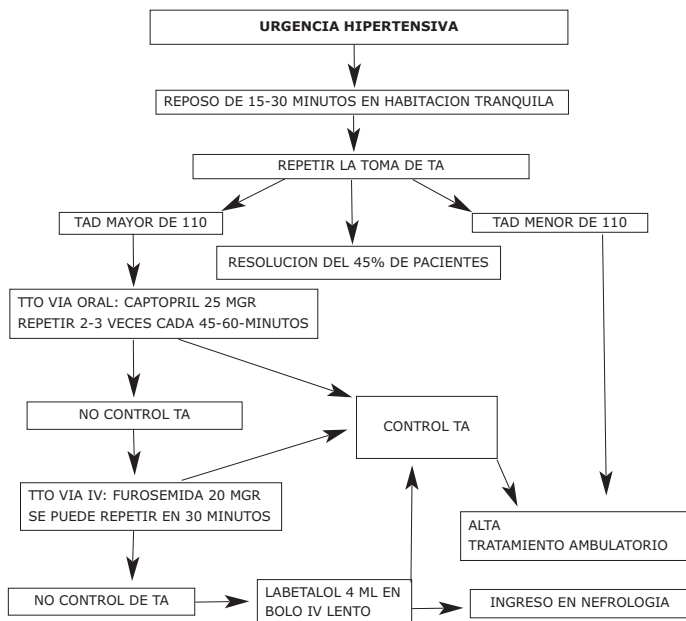 URGENCIA HIPERTENSIVA
REPOSO DE 15-30 MINUTOS EN HABITACION TRANQUILA
REPETIR LA TOMA DE TA
TAD MAYOR DE 110
TAD MENOR DE 110
RESOLUCION DEL 45% DE PACIENTES
TTO VIA ORAL: CAPTOPRIL 25 MGR
REPETIR 2-3 VECES CADA 45-60-MINUTOS
NO CONTROL TA
CONTROL TA
TTO VIA IV: FUROSEMIDA 20 MGR
SE PUEDE REPETIR EN 30 MINUTOS
ALTA
TRATAMIENTO AMBULATORIO
NO CONTROL DE TA
LABETALOL 4 ML EN
BOLO IV LENTO
INGRESO EN NEFROLOGIA